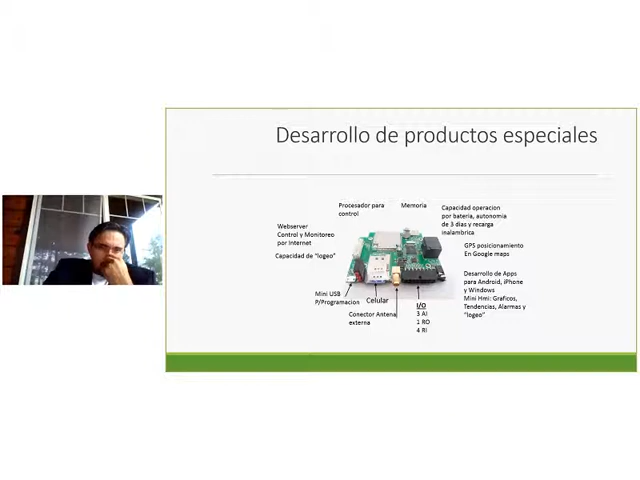 Desarrollo de productos especiales
Procesador para
control
Memoria
Capacidad operacion
por bateria, autonomia
de 3 dias y recarga
inalambrica
Webserver
Control y Monitoreo
por Internet
Capacidad de "logeo"
GPS posicionamiento
En Google maps
Desarrollo de Apps
para Android, iPhone
y Windows
Mini Hmi: Graficos,
Tendencias, Alarmas y
"logeo"
Mini USB
P/Programacion
Celular
Conector Antena
externa
I/O
3 AI
1 RO
4 RI